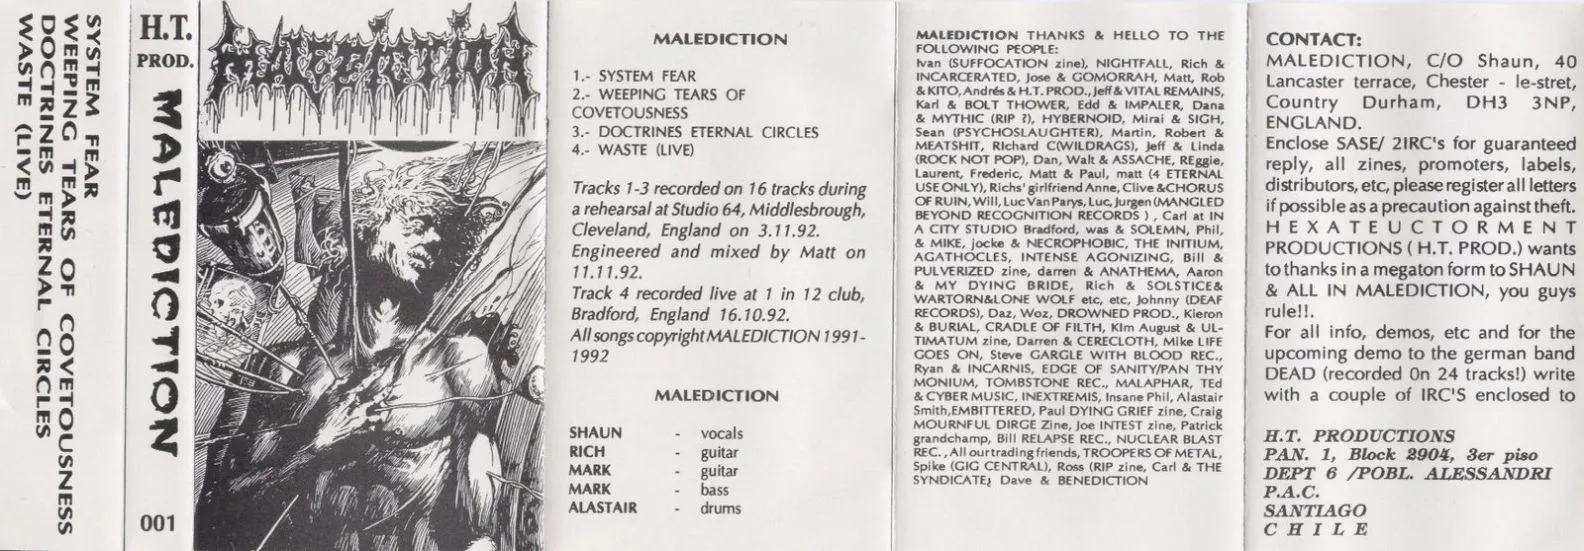 SYSTEM FEAR
WEEPING TEARS OF COVETOUSNESS
DOCTRINES ETERNAL CIRCLES
WASTE (LIVE)
H.T.
PROD.
MALEDICTION
001
MALEDICTION
MALEDICTION
1.- SYSTEM FEAR
2.- WEEPING TEARS OF
COVETOUSNESS
3.- DOCTRINES ETERNAL CIRCLES
4.- WASTE (LIVE)
Tracks 1-3 recorded on 16 tracks during
a rehearsal at Studio 64, Middlesbrough,
Cleveland, England on 3.11.92.
Engineered and mixed by Matt on
11.11.92.
Track 4 recorded live at 1 in 12 club,
Bradford, England 16.10.92.
All songs copyright MALEDICTION 1991-
1992
MALEDICTION
SHAUN - vocals
RICH - guitar
MARK - guitar
MARK - bass
ALASTAIR - drums
MALEDICTION THANKS & HELLO TO THE
FOLLOWING PEOPLE:
Ivan (SUFFOCATION zine), NIGHTFALL, Rich &
INCARCERATED, Jose & GOMORRAH, Matt, Rob
& KITO, Andrés & H.T. PROD., Jeff & VITAL REMAINS,
Karl & BOLT THOWER, Edd & IMPALER, Dana
& MYTHIC (RIP ?), HYBERNOID, Mirai & SIGH,
Sean (PSYCHOSLAUGHTER), Martin, Robert &
MEATSHIT, RIchard C(WILDRAGS), Jeff & Linda
(ROCK NOT POP), Dan, Walt & ASSACHE, REggie,
Laurent, Frederic, Matt & Paul, matt (4 ETERNAL
USE ONLY), Richs' girlfriend Anne, Clive &CHORUS
OF RUIN, Will, Luc Van Parys, Luc, Jurgen (MANGLED
BEYOND RECOGNITION RECORDS ) , Carl at IN
A CITY STUDIO Bradford, was & SOLEMN, Phil,
& MIKE, jocke & NECROPHOBIC, THE INITIUM,
AGATHOCLES, INTENSE AGONIZING, Bill &
PULVERIZED zine, darren & ANATHEMA, Aaron
& MY DYING BRIDE, Rich & SOLSTICE&
WARTORN&LONE WOLF etc, etc, Johnny (DEAF
RECORDS), Daz, Woz, DROWNED PROD., Kieron
& BURIAL, CRADLE OF FILTH, KIm August & UL-
TIMATUM zine, Darren & CERECLOTH, Mike LIFE
GOES ON, Steve GARGLE WITH BLOOD REC.,
Ryan & INCARNIS, EDGE OF SANITY/PAN THY
MONIUM, TOMBSTONE REC., MALAPHAR, TEd
& CYBER MUSIC, INEXTREMIS, Insane Phil, Alastair
Smith,EMBITTERED, Paul DYING GRIEF zine, Craig
MOURNFUL DIRGE Zine, Joe INTEST zine, Patrick
grandchamp, Bill RELAPSE REC., NUCLEAR BLAST
REC. , All our trading friends, TROOPERS OF METAL,
Spike (GIG CENTRAL), Ross (RIP zine, Carl & THE
SYNDICATE¿ Dave & BENEDICTION
CONTACT:
MALEDICTION, C/O Shaun, 40
Lancaster terrace, Chester - le-stret,
Country Durham, DH3 3NP,
ENGLAND.
Enclose SASE/ 2IRC's for guaranteed
reply, all zines, promoters, labels,
distributors, etc, please register all letters
if possible as a precaution against theft.
H E X A T E U C T O R M E N T
PRODUCTIONS ( H.T. PROD.) wants
to thanks in a megaton form to SHAUN
& ALL IN MALEDICTION, you guys
rule!!.
For all info, demos, etc and for the
upcoming demo to the german band
DEAD (recorded 0n 24 tracks!) write
with a couple of IRC'S enclosed to
H.T. PRODUCTIONS
PAN. 1, Block 2904, 3er piso
DEPT 6 /POBL. ALESSANDRI
P.A.C.
SANTIAGO
C H I L E